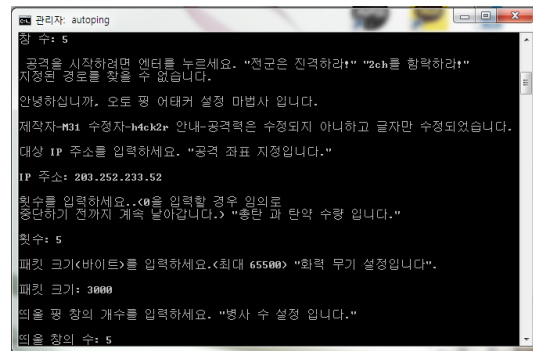 관리자: autoping
창 수: 5
공격을 시작하려면 엔터를 누르세요. "전군은 진격하라!" "2ch를 함락하라!"
지정된 경로를 찾을 수 없습니다.
안녕하십니까, 오토 핑 어태커 설정 마법사 입니다.
제작자-M31 수정자-h4ck2r 안내-공격력은 수정되지 아니하고 글자만 수정되었습니다.
대상 IP 주소를 입력하세요. "공격 좌표 지정입니다."
IP 주소: 203.252.233.52
횟수를 입력하세요..(0을 입력할 경우 임의로
중단하기 전까지 계속 날아갑니다.) "총탄 과 탄약 수량 입니다."
횟수: 5
패킷 크기(바이트)를 입력하세요.(최대 65500) "화력 무기 설정입니다".
패킷 크기: 3000
띄울 핑 창의 개수를 입력하세요. "병사 수 설정 입니다."
띄울 창의 수: 5